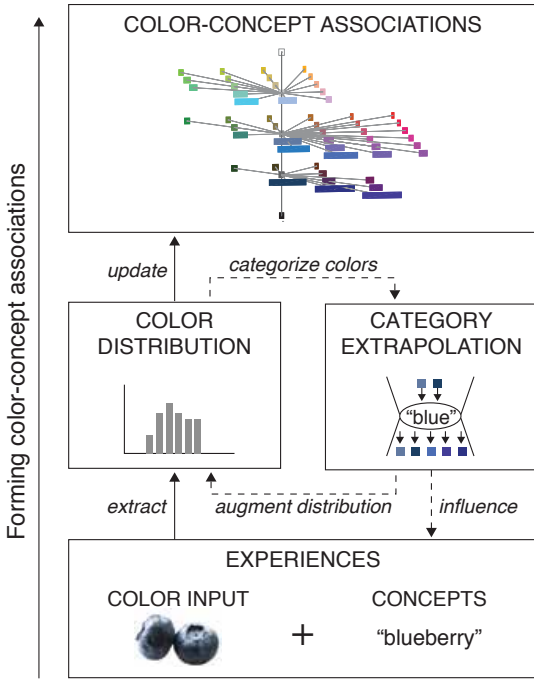 COLOR-CONCEPT ASSOCIATIONS
Forming color-concept associations
update
categorize colors
COLOR
DISTRIBUTION
CATEGORY
EXTRAPOLATION
"blue"
extract
augment distribution
influence
EXPERIENCES
COLOR INPUT
CONCEPTS
+
"blueberry"